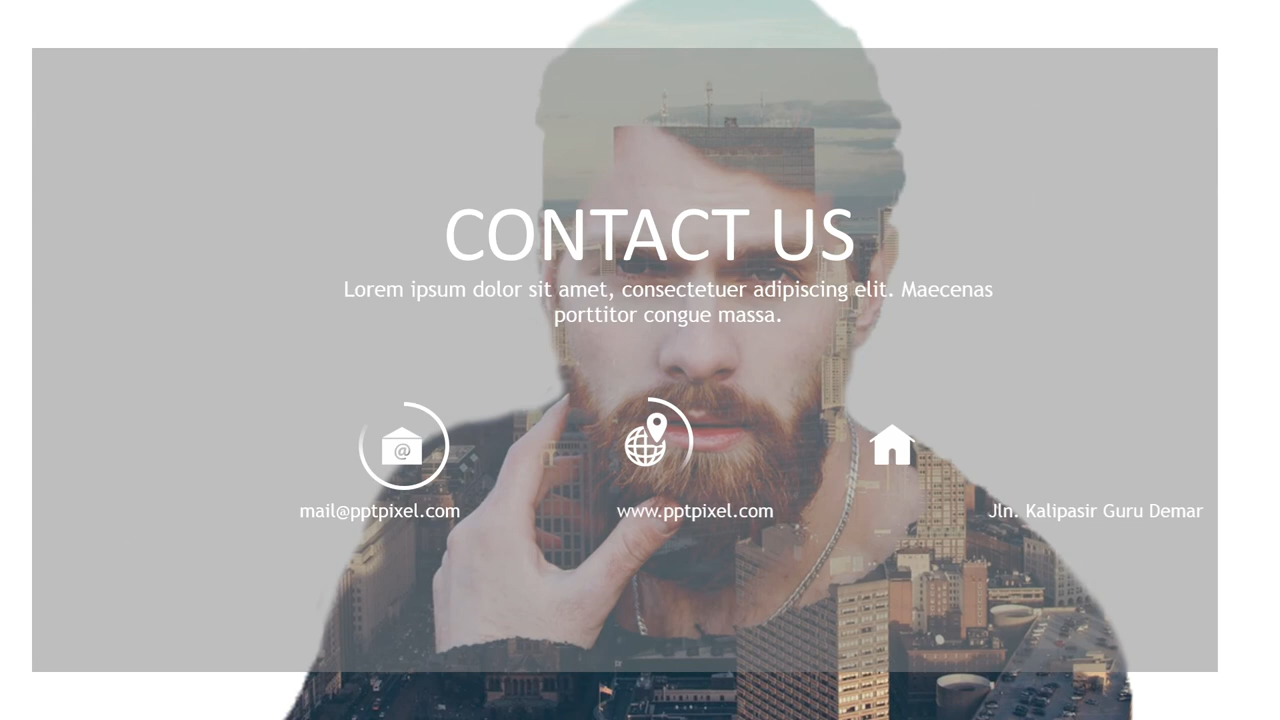 CONTACT US
Lorem ipsum dolor sit amet, consectetuer adipiscing elit. Maecenas
porttitor congue massa.
@
mail@pptpixel.com
www.pptpixel.com
Jln. Kalipasir Guru Demar